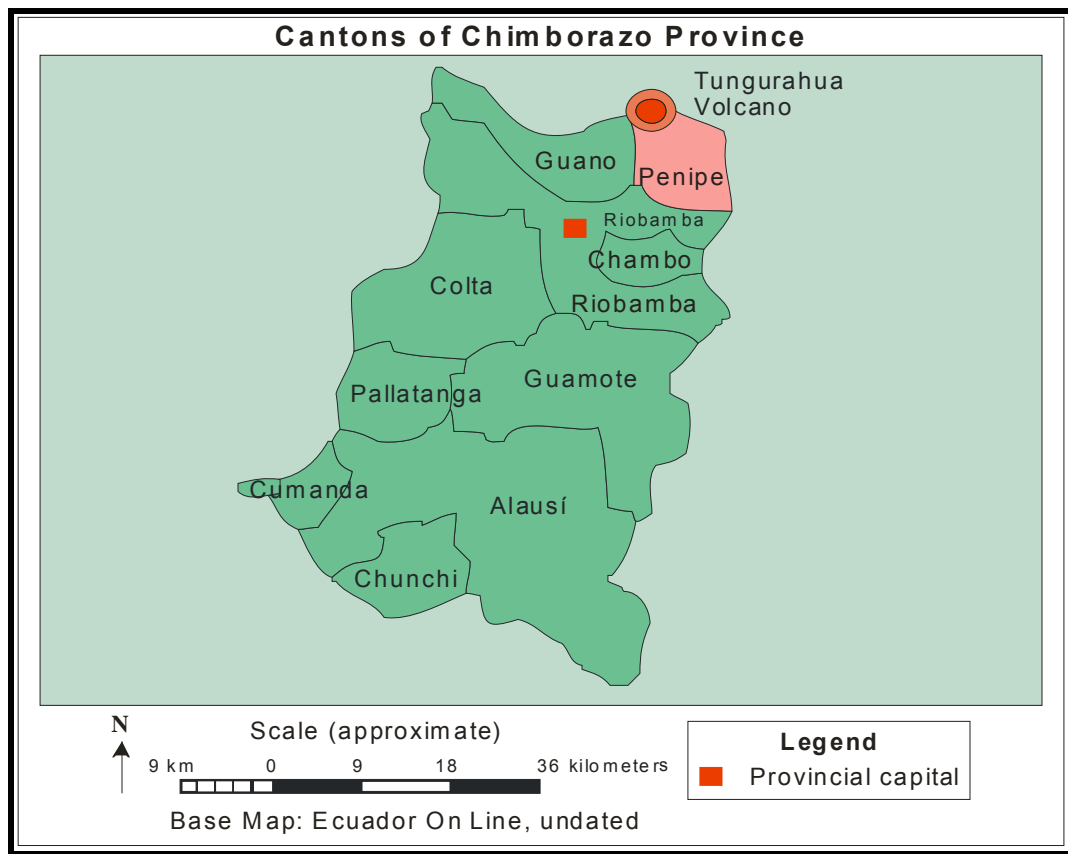 Cantons of Chimborazo Province
Tungurahua
Volcano
Guano
Penipe
Riobamba
Chambo
Colta
Riobamba
Guamote
Pallatanga
Cumanda
Alausí
Chunchi
N
Scale (approximate)
9 km 0 9 18 36 kilometers
Base Map: Ecuador On Line, undated
Legend
Provincial capital